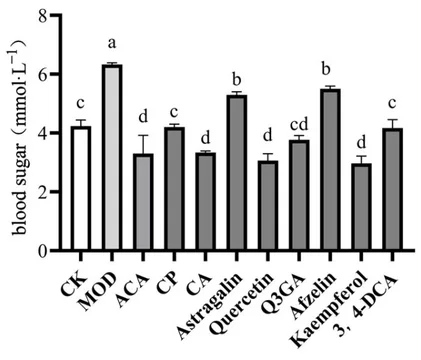 blood sugar（mmol·L⁻¹）
8
6
4
2
0
c
a
d
c
d
b
d
cd
b
d
c
CK
MOD
ACA
CP
CA
Astragalin
Quercetin
Q3GA
Afzelin
Kaempferol
3, 4-DCA